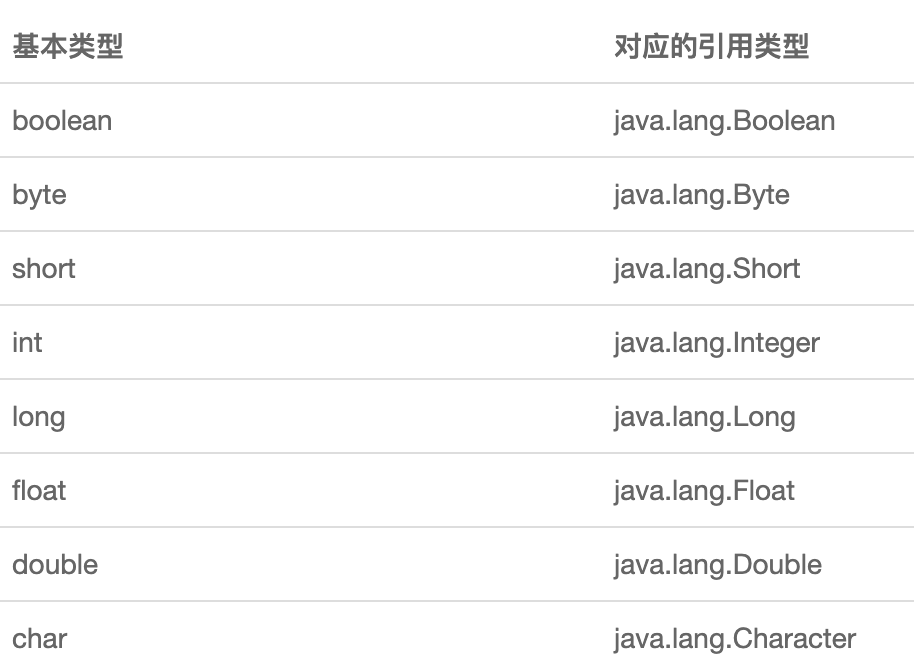 基本类型 对应的引用类型
boolean java.lang.Boolean
byte java.lang.Byte
short java.lang.Short
int java.lang.Integer
long java.lang.Long
float java.lang.Float
double java.lang.Double
char java.lang.Character